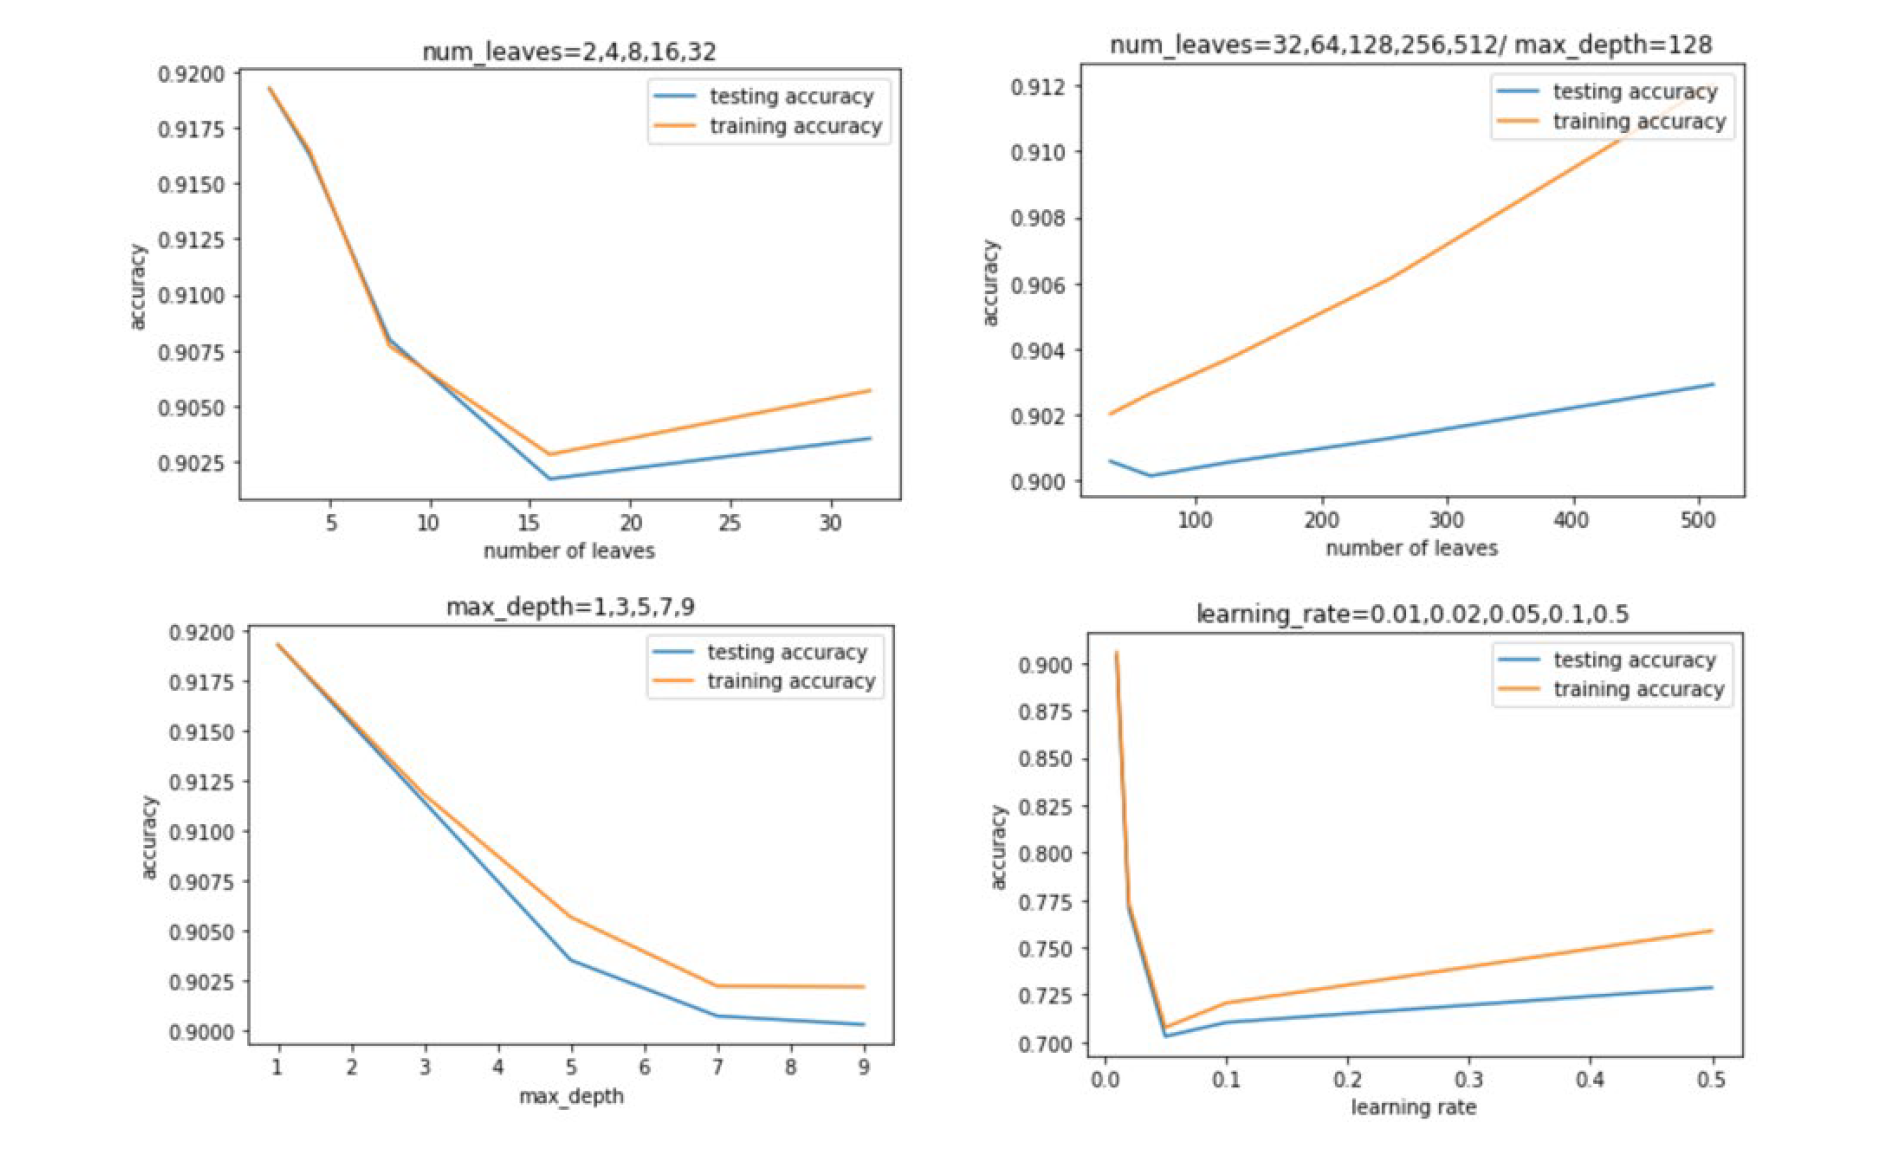 num_leaves=2,4,8,16,32
0.9200
0.9175
0.9150
0.9125
0.9100
0.9075
0.9050
0.9025
accuracy
testing accuracy
training accuracy
5 10 15 20 25 30
number of leaves
num_leaves=32,64,128,256,512/ max_depth=128
0.912
0.910
0.908
0.906
0.904
0.902
0.900
accuracy
testing accuracy
training accuracy
100 200 300 400 500
number of leaves
max_depth=1,3,5,7,9
0.9200
0.9175
0.9150
0.9125
0.9100
0.9075
0.9050
0.9025
0.9000
accuracy
testing accuracy
training accuracy
1 2 3 4 5 6 7 8 9
max_depth
learning_rate=0.01,0.02,0.05,0.1,0.5
0.900
0.875
0.850
0.825
0.800
0.775
0.750
0.725
0.700
accuracy
testing accuracy
training accuracy
0.0 0.1 0.2 0.3 0.4 0.5
learning rate